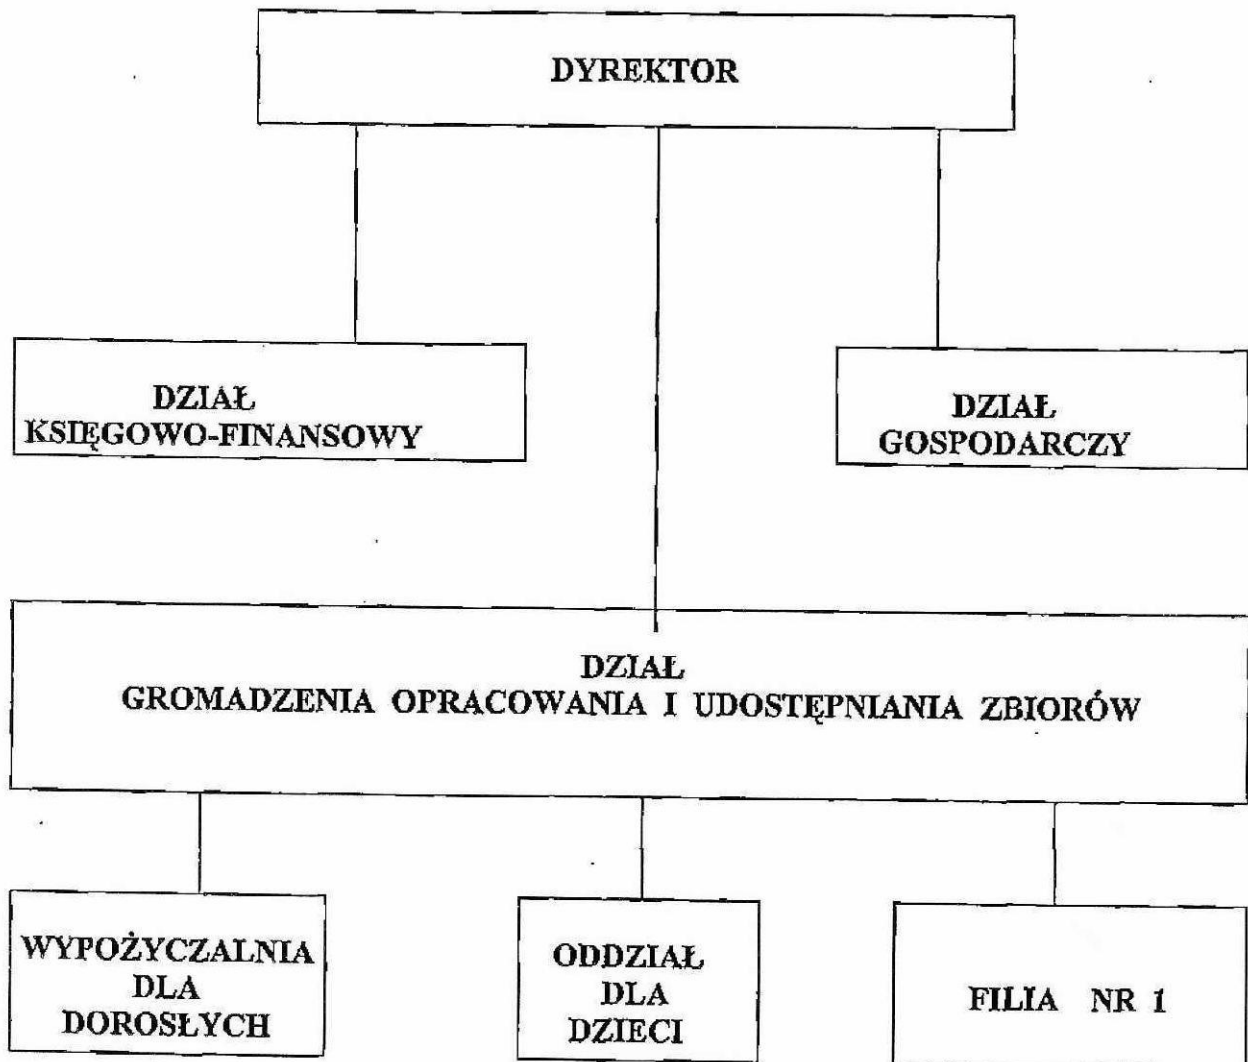 DYREKTOR
DZIAŁ
KSIĘGOWO-FINANSOWY
DZIAŁ
GOSPODARCZY
DZIAŁ
GROMADZENIA OPRACOWANIA I UDOSTĘPNIANIA ZBIORÓW
WYPOŻYCZALNIA
DLA
DOROSŁYCH
ODDZIAŁ
DLA
DZIECI
FILIA NR 1